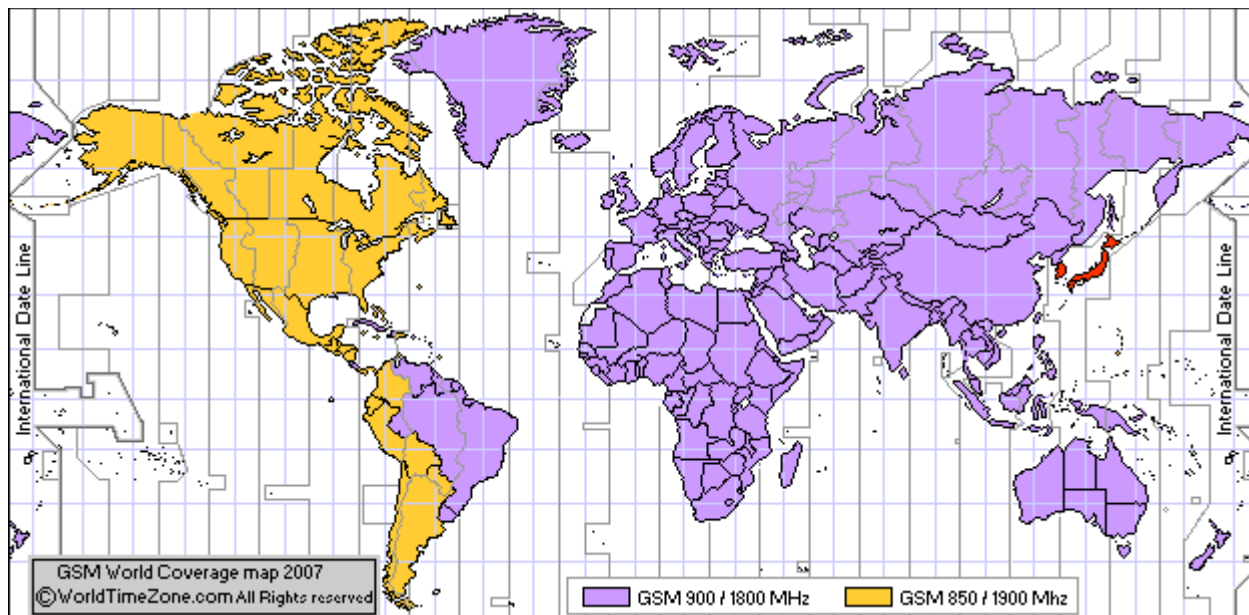 International Date Line
International Date Line
GSM World Coverage map 2007
©WorldTimeZone.com All Rights reserved
GSM 900 / 1800 MHz
GSM 850 / 1900 Mhz